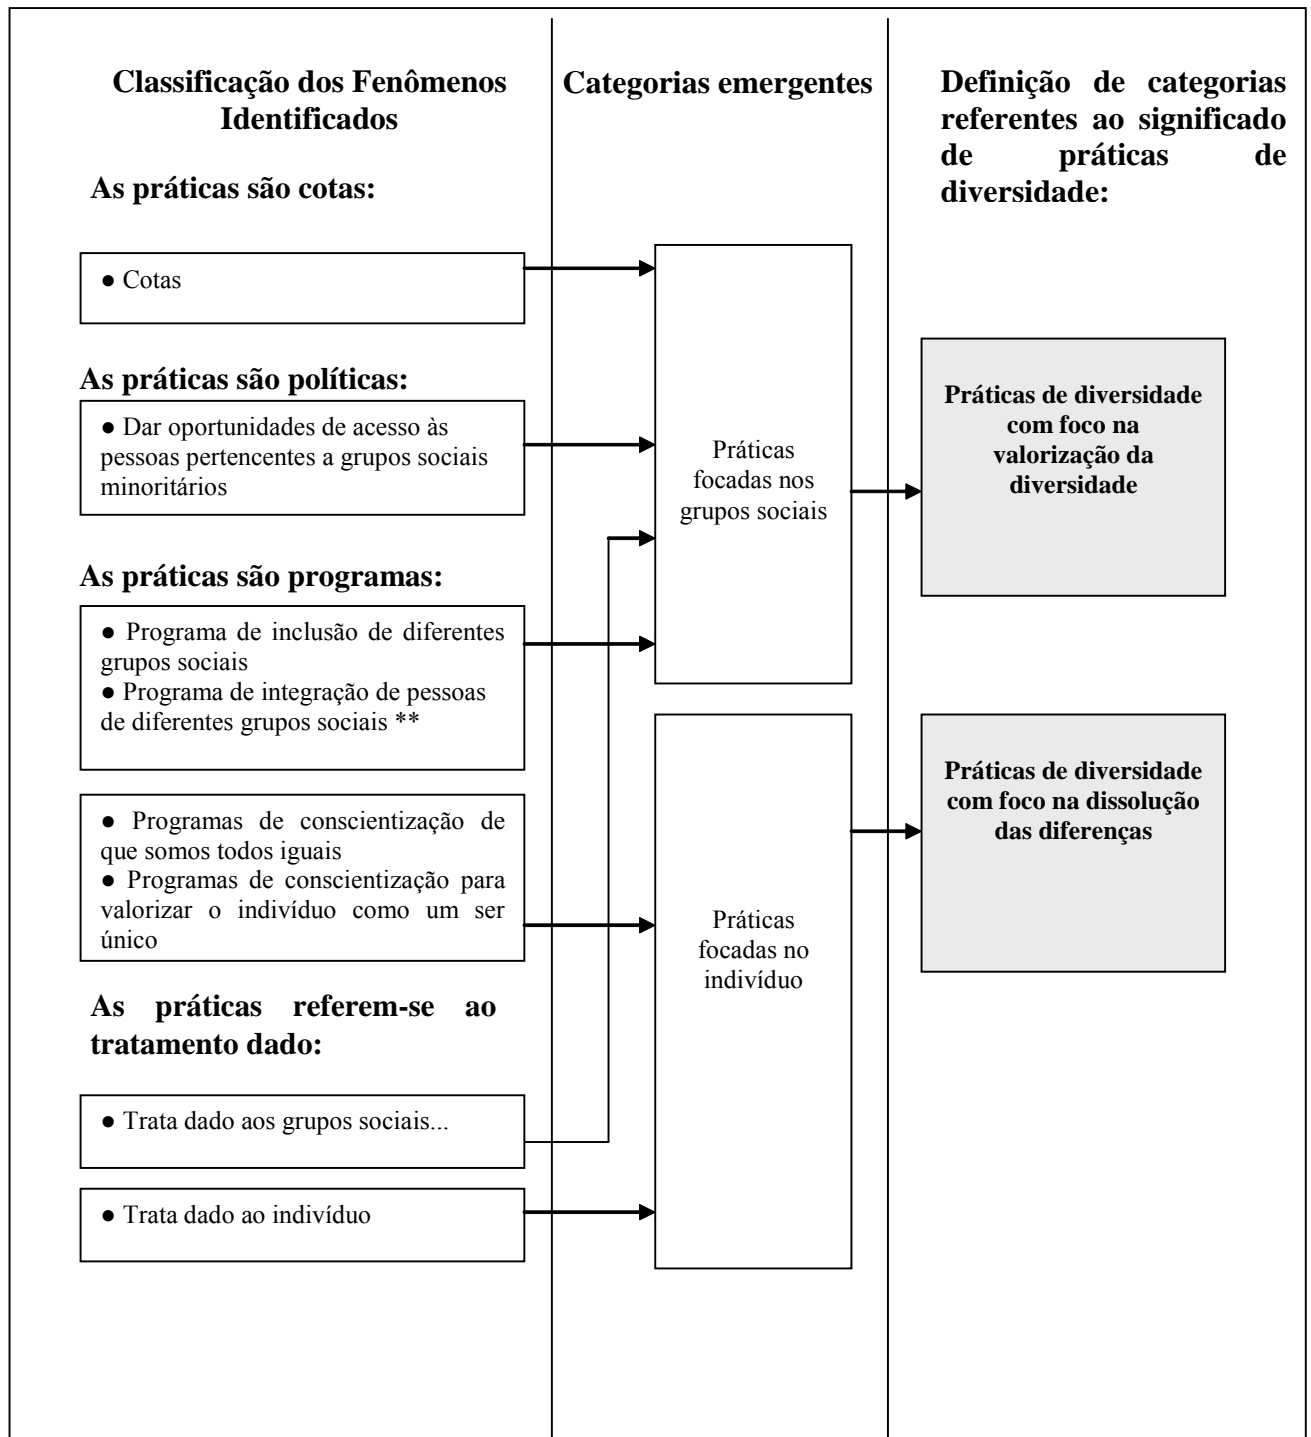 Classificação dos Fenômenos
Identificados
As práticas são cotas:
● Cotas
As práticas são políticas:
● Dar oportunidades de acesso às
pessoas pertencentes a grupos sociais
minoritários
As práticas são programas:
● Programa de inclusão de diferentes
grupos sociais
● Programa de integração de pessoas
de diferentes grupos sociais **
● Programas de conscientização de
que somos todos iguais
● Programas de conscientização para
valorizar o indivíduo como um ser
único
As práticas referem-se ao
tratamento dado:
● Trata dado aos grupos sociais...
● Trata dado ao indivíduo
Categorias emergentes
Práticas
focadas nos
grupos sociais
Práticas
focadas no
indivíduo
Definição de categorias
referentes ao significado
de práticas de
diversidade:
Práticas de diversidade
com foco na
valorização da
diversidade
Práticas de diversidade
com foco na dissolução
das diferenças